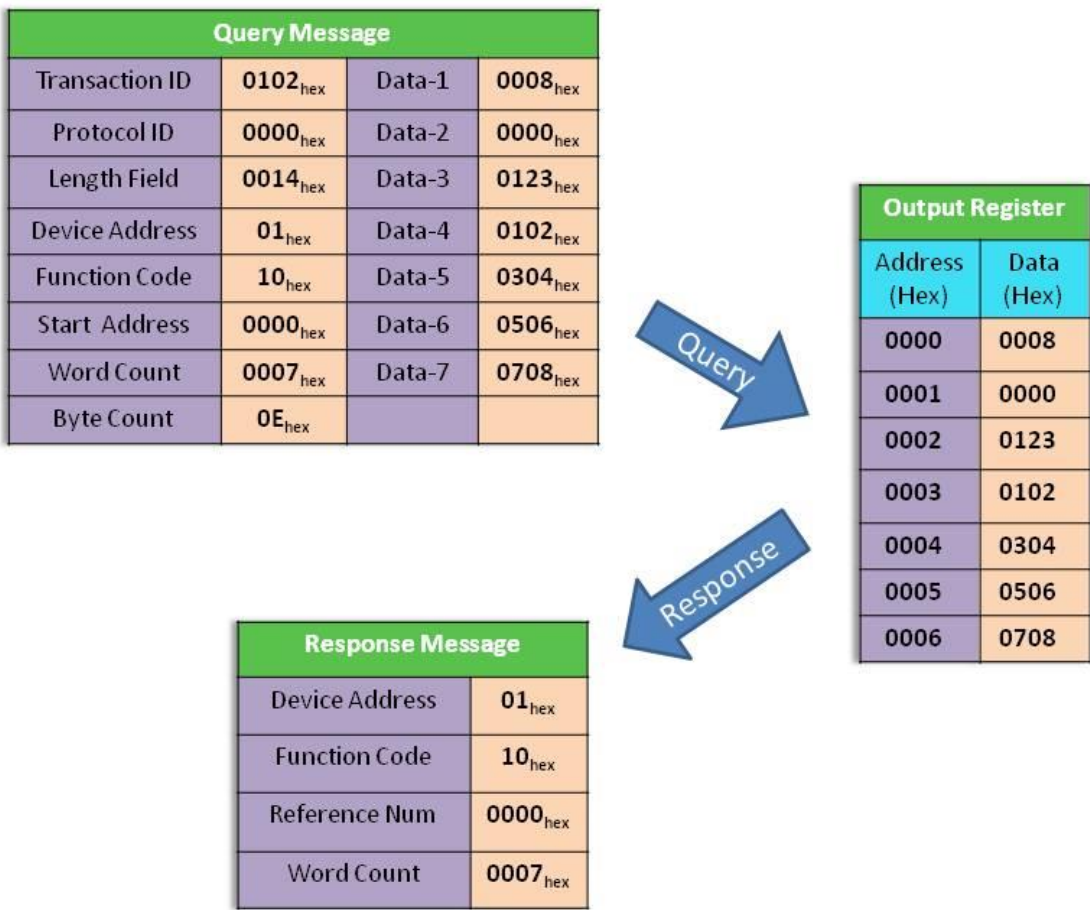 Query Message
Transaction ID 0102hex Data-1 0008hex
Protocol ID 0000hex Data-2 0000hex
Length Field 0014hex Data-3 0123hex
Device Address 01hex Data-4 0102hex
Function Code 10hex Data-5 0304hex
Start Address 0000hex Data-6 0506hex
Word Count 0007hex Data-7 0708hex
Byte Count 0Ehex
Query
Output Register
Address (Hex) Data (Hex)
0000 0008
0001 0000
0002 0123
0003 0102
0004 0304
0005 0506
0006 0708
Response
Response Message
Device Address 01hex
Function Code 10hex
Reference Num 0000hex
Word Count 0007hex